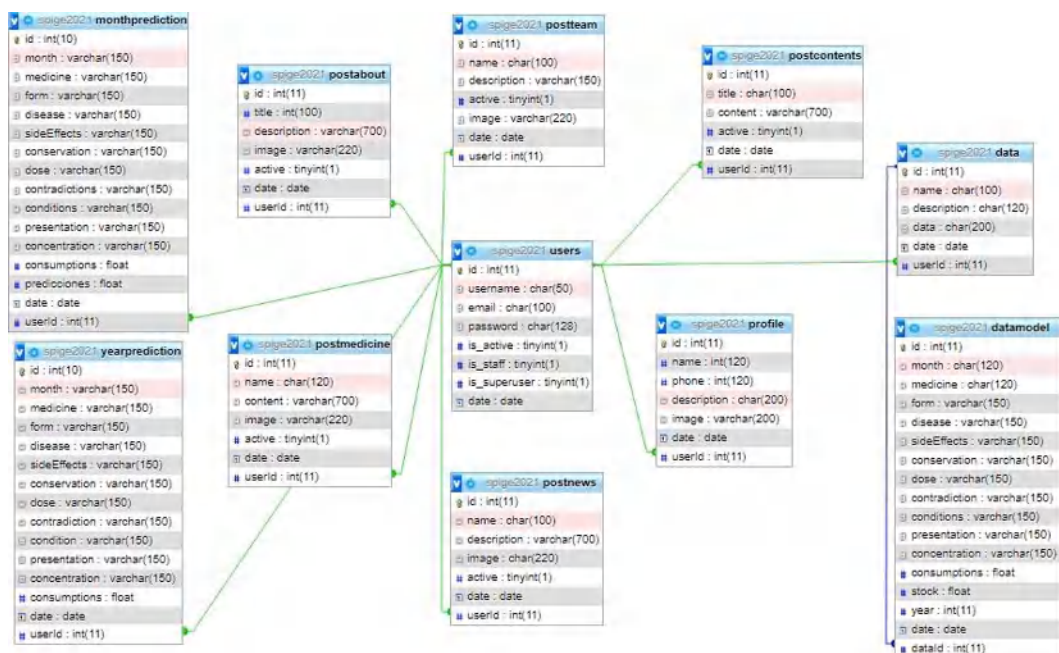 spige2021 monthprediction
id : int(10)
month : varchar(150)
medicine : varchar(150)
form : varchar(150)
disease : varchar(150)
sideEffects : varchar(150)
conservation : varchar(150)
dose : varchar(150)
contradictions : varchar(150)
conditions : varchar(150)
presentation : varchar(150)
concentration : varchar(150)
consumptions : float
predicciones : float
date : date
userId : int(11)
spige2021 postabout
id : int(11)
title : int(100)
description : varchar(700)
image : varchar(220)
active : tinyint(1)
date : date
userId : int(11)
spige2021 postteam
id : int(11)
name : char(100)
description : varchar(150)
active : tinyint(1)
image : varchar(220)
date : date
userId : int(11)
spige2021 postcontents
id : int(11)
title : char(100)
content : varchar(700)
active : tinyint(1)
date : date
userId : int(11)
spige2021 data
id : int(11)
name : char(100)
description : char(120)
data : char(200)
date : date
userId : int(11)
spige2021 users
id : int(11)
username : char(50)
email : char(100)
password : char(128)
is_active : tinyint(1)
is_staff : tinyint(1)
is_superuser : tinyint(1)
date : date
spige2021 yearprediction
id : int(10)
month : varchar(150)
medicine : varchar(150)
form : varchar(150)
disease : varchar(150)
sideEffects : varchar(150)
conservation : varchar(150)
dose : varchar(150)
contradiction : varchar(150)
condition : varchar(150)
presentation : varchar(150)
concentration : varchar(150)
consumptions : float
date : date
userId : int(11)
spige2021 postmedicine
id : int(11)
name : char(120)
content : varchar(700)
image : varchar(220)
active : tinyint(1)
date : date
userId : int(11)
spige2021 postnews
id : int(11)
name : char(100)
description : varchar(700)
image : char(220)
active : tinyint(1)
date : date
userId : int(11)
spige2021 profile
id : int(11)
name : int(120)
phone : int(120)
description : char(200)
image : varchar(200)
date : date
userId : int(11)
spige2021 datamodel
id : int(11)
month : char(120)
medicine : char(120)
form : varchar(150)
disease : varchar(150)
sideEffects : varchar(150)
conservation : varchar(150)
dose : varchar(150)
contradiction : varchar(150)
conditions : varchar(150)
presentation : varchar(150)
concentration : varchar(150)
consumptions : float
stock : float
year : int(11)
date : date
dataId : int(11)